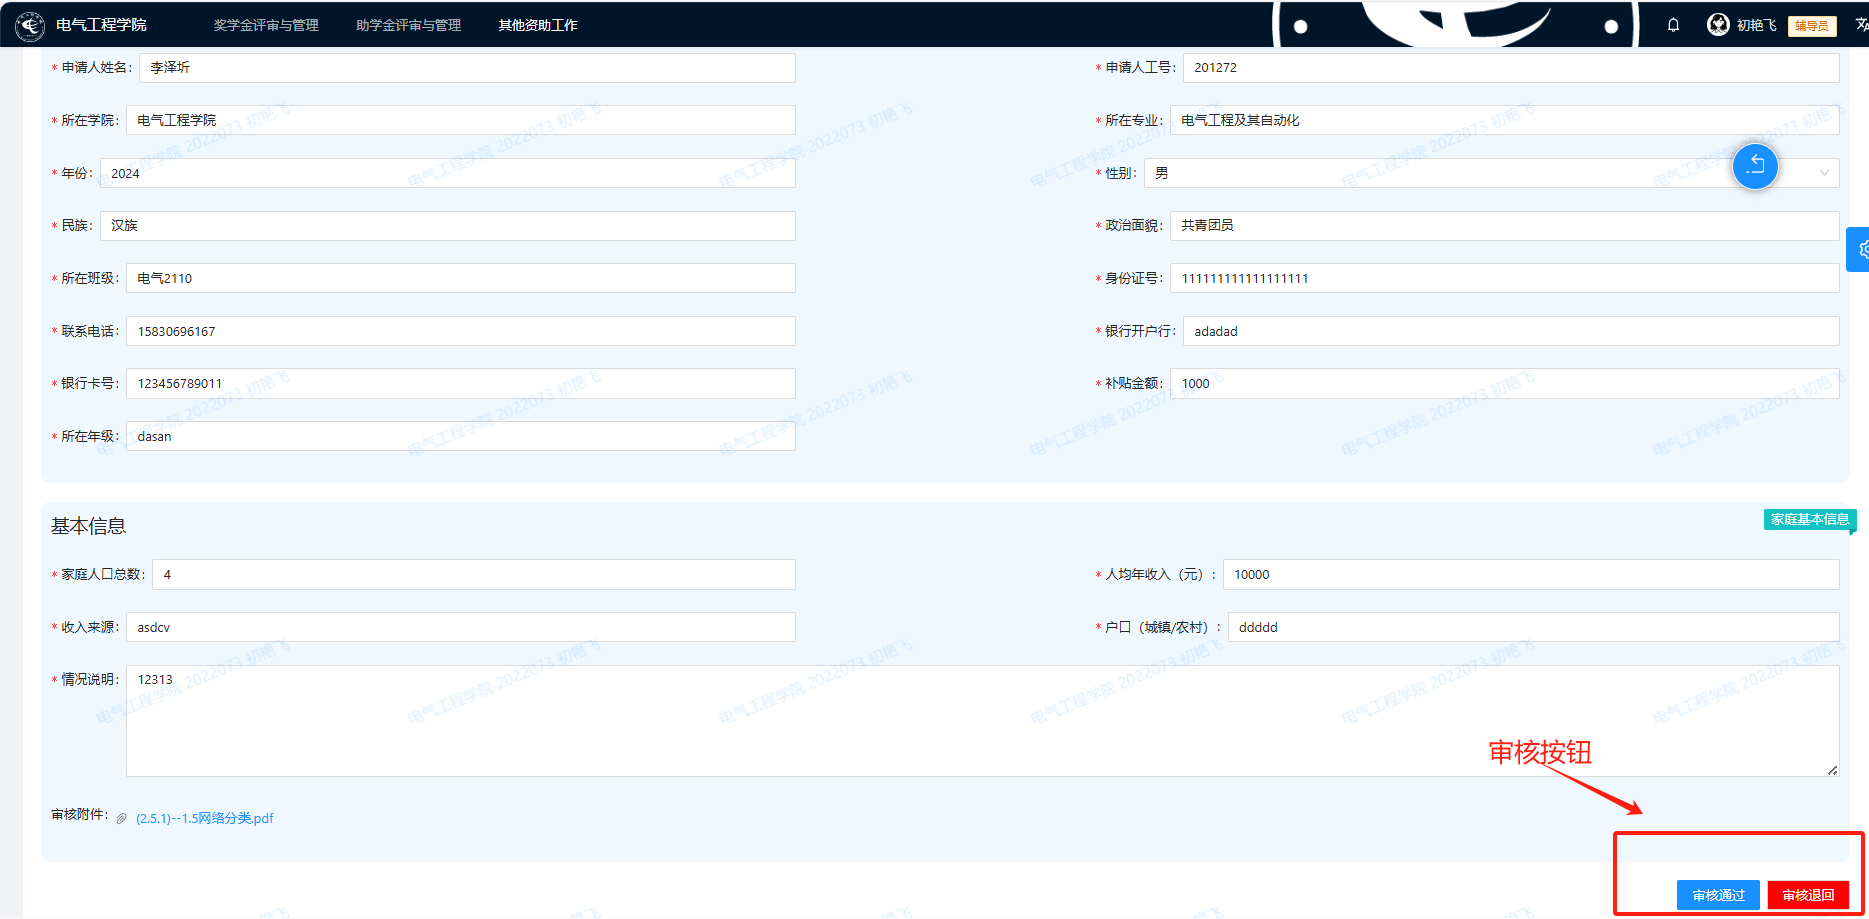 电气工程学院 奖学金评审与管理 助学金评审与管理 其他资助工作 初艳飞 辅导员
* 申请人姓名: 李泽圻 * 申请人工号: 201272
* 所在学院: 电气工程学院 * 所在专业: 电气工程及其自动化
* 年份: 2024 * 性别: 男
* 民族: 汉族 * 政治面貌: 共青团员
* 所在班级: 电气2110 * 身份证号: 111111111111111111
* 联系电话: 15830696167 * 银行开户行: adadad
* 银行卡号: 123456789011 * 补贴金额: 1000
* 所在年级: dasan
电气工程学院 2022073 初艳飞
基本信息 家庭基本信息
* 家庭人口总数: 4 * 人均年收入（元）: 10000
* 收入来源: asdcv * 户口（城镇/农村）: ddddd
* 情况说明: 12313
审核按钮
审核附件: (2.5.1)--1.5网络分类.pdf
审核通过 审核退回